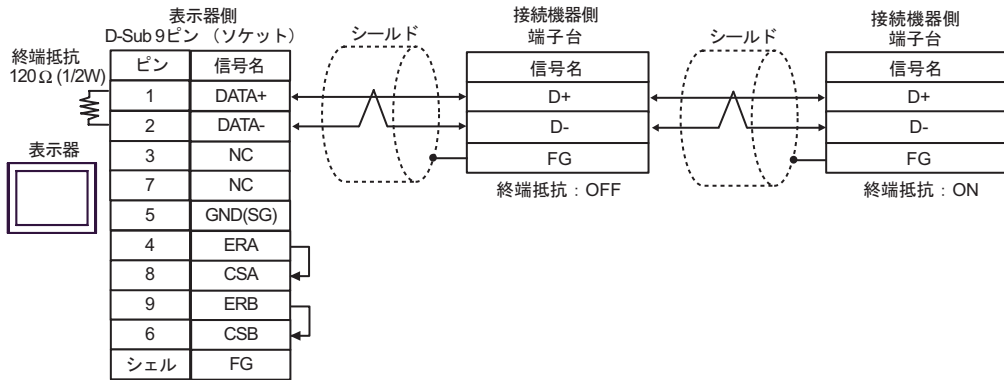 表示器側
D-Sub 9ピン （ソケット）
終端抵抗
120Ω (1/2W)
ピン 信号名
1 DATA+
2 DATA-
3 NC
7 NC
5 GND(SG)
4 ERA
8 CSA
9 ERB
6 CSB
シェル FG
表示器
シールド
接続機器側
端子台
信号名
D+
D-
FG
終端抵抗：OFF
シールド
接続機器側
端子台
信号名
D+
D-
FG
終端抵抗：ON